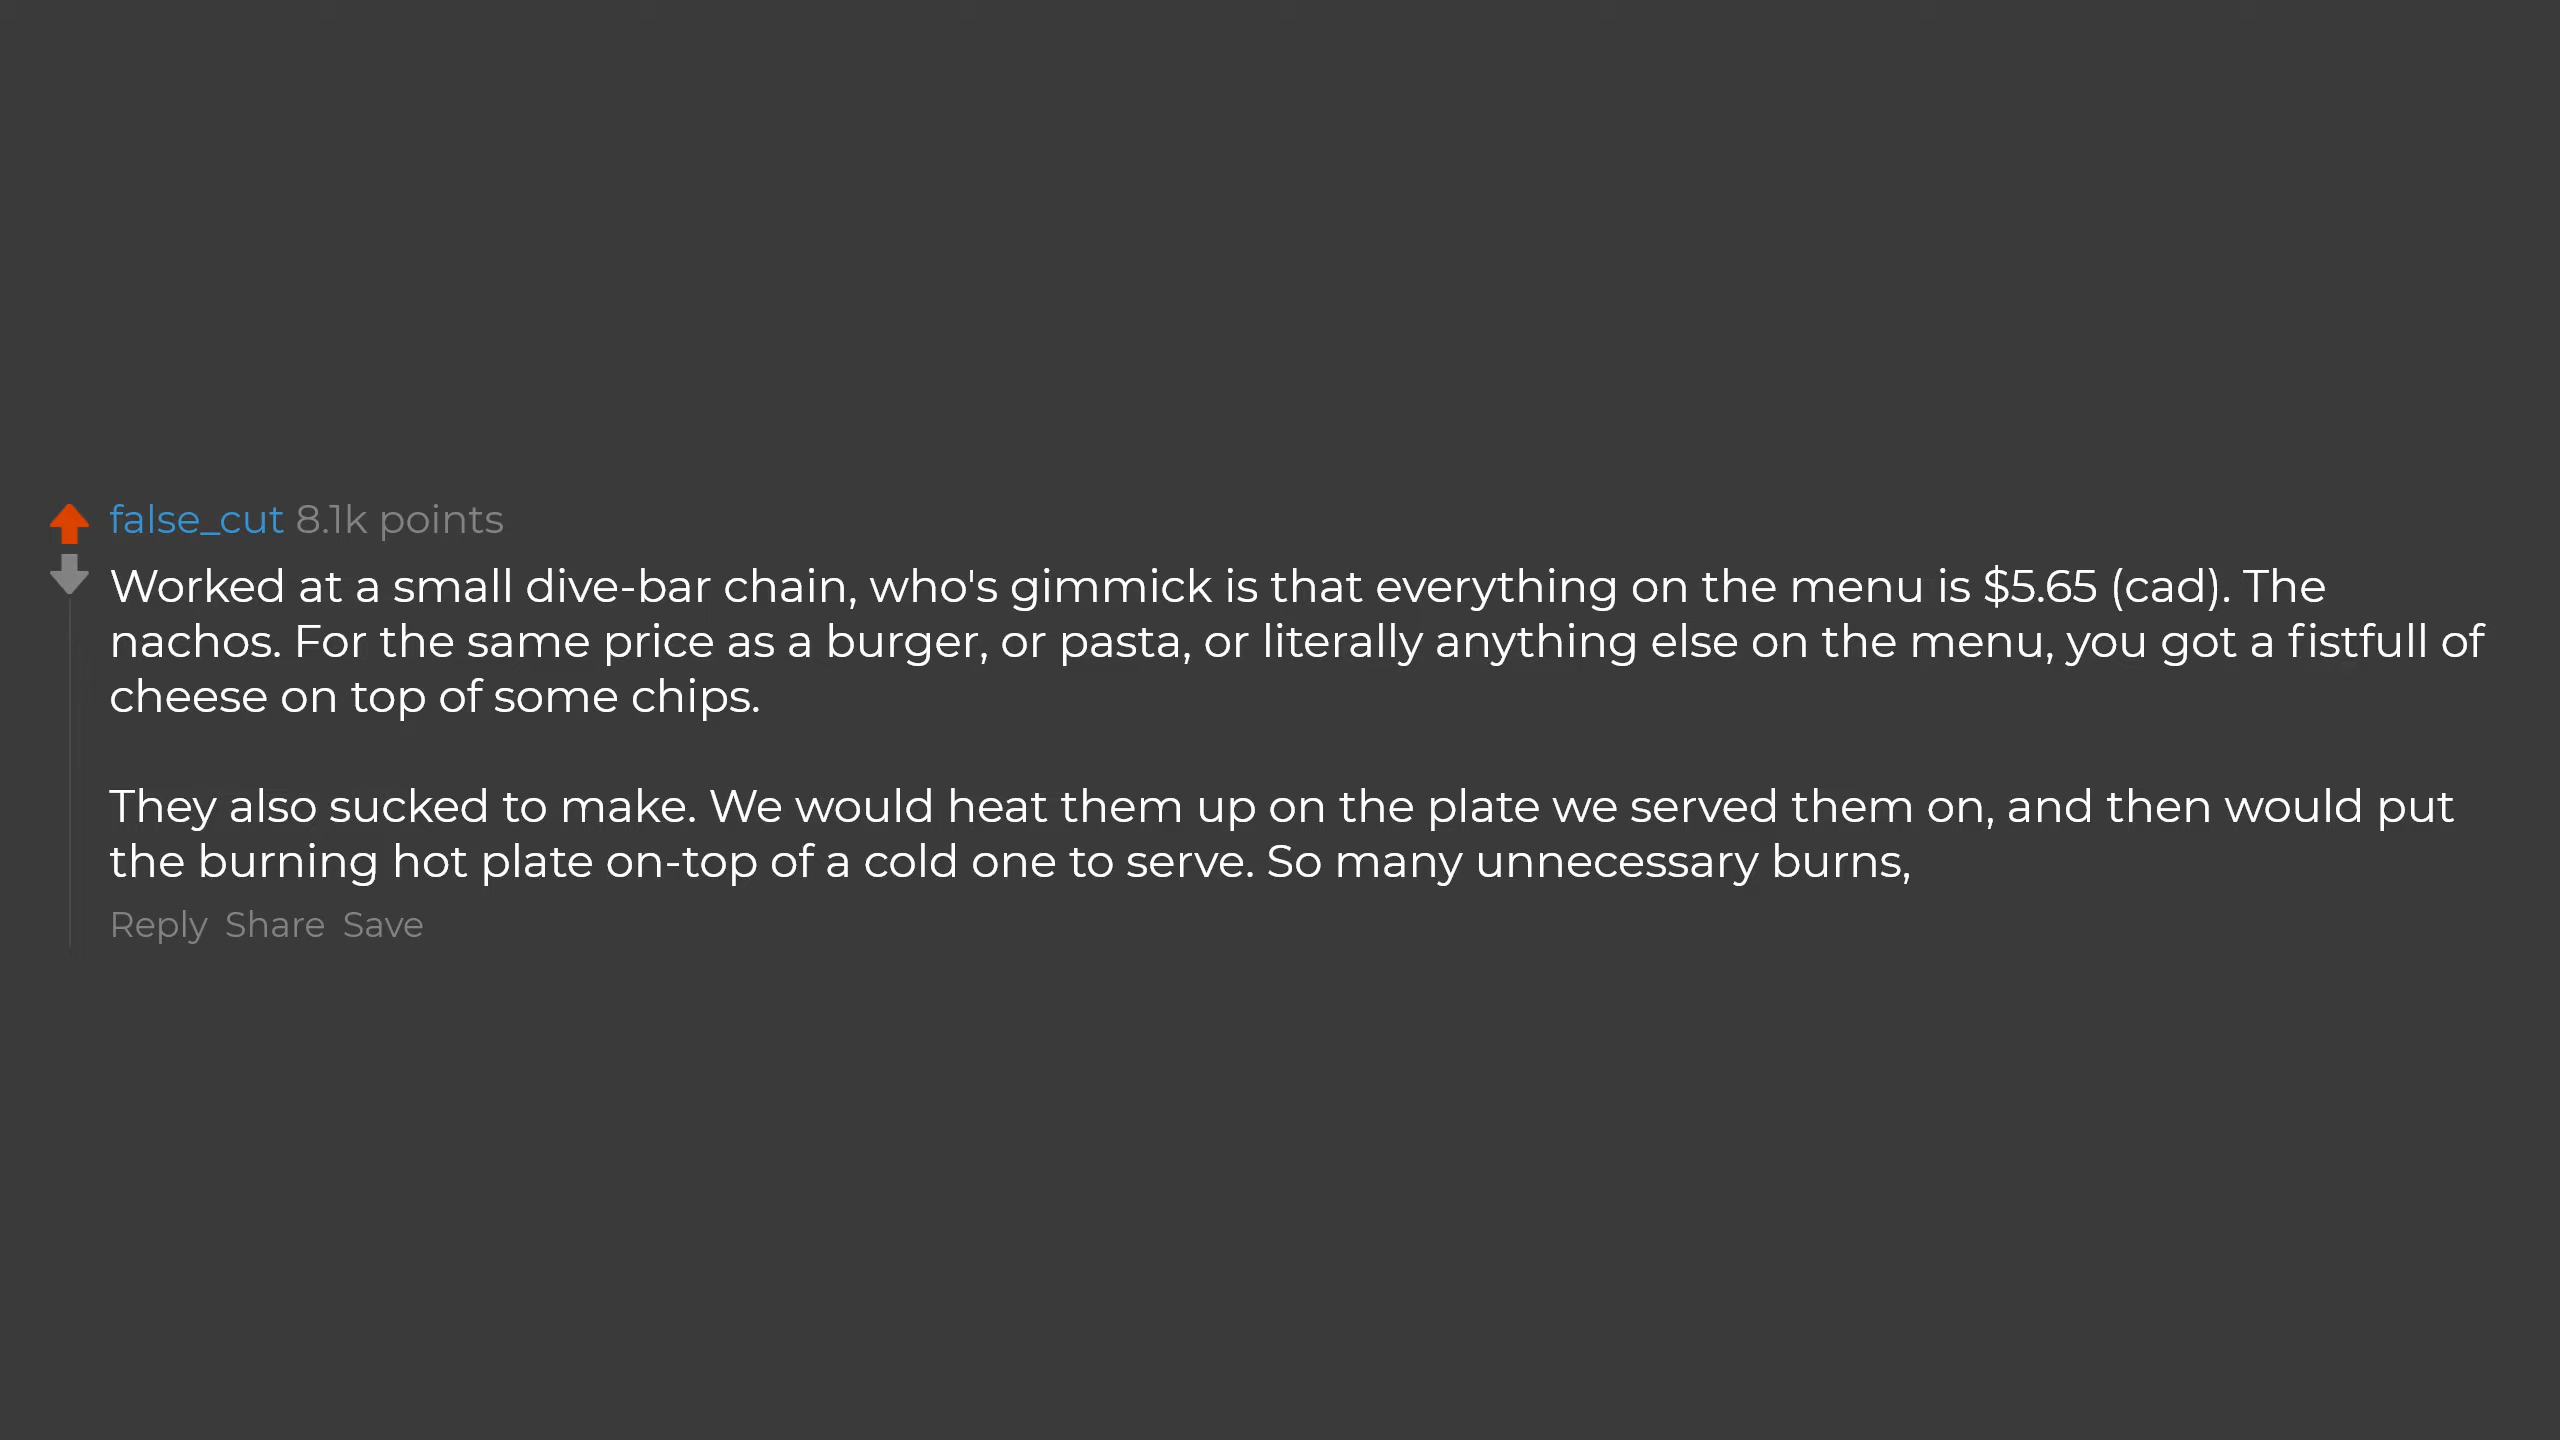 false_cut 8.1k points
Worked at a small dive-bar chain, who's gimmick is that everything on the menu is $5.65 (cad). The
nachos. For the same price as a burger, or pasta, or literally anything else on the menu, you got a fistfull of
cheese on top of some chips.
They also sucked to make. We would heat them up on the plate we served them on, and then would put
the burning hot plate on-top of a cold one to serve. So many unnecessary burns,
Reply Share Save